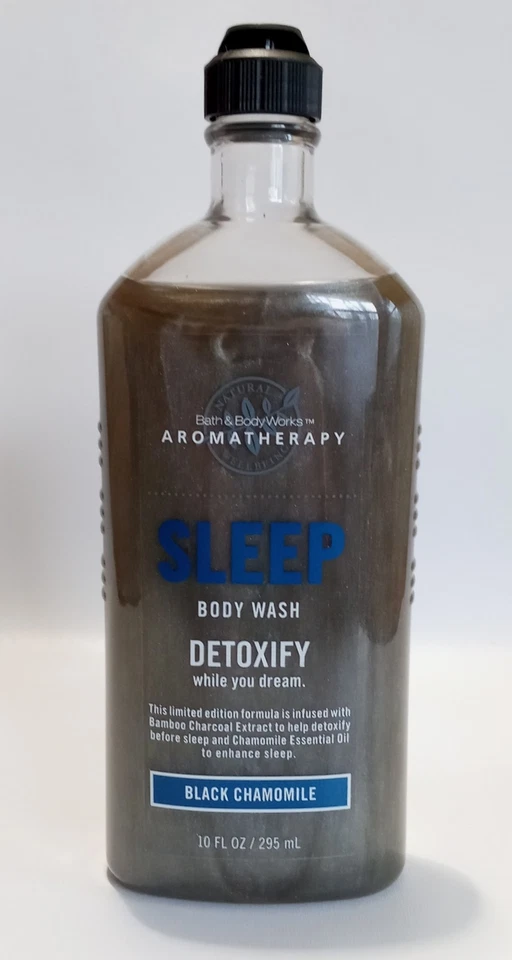 NATURAL
Bath & Body Works™
AROMATHERAPY
WELLBEING
SLEEP
BODY WASH
DETOXIFY
while you dream.
This limited edition formula is infused with
Bamboo Charcoal Extract to help detoxify
before sleep and Chamomile Essential Oil
to enhance sleep.
BLACK CHAMOMILE
10 FL OZ / 295 mL